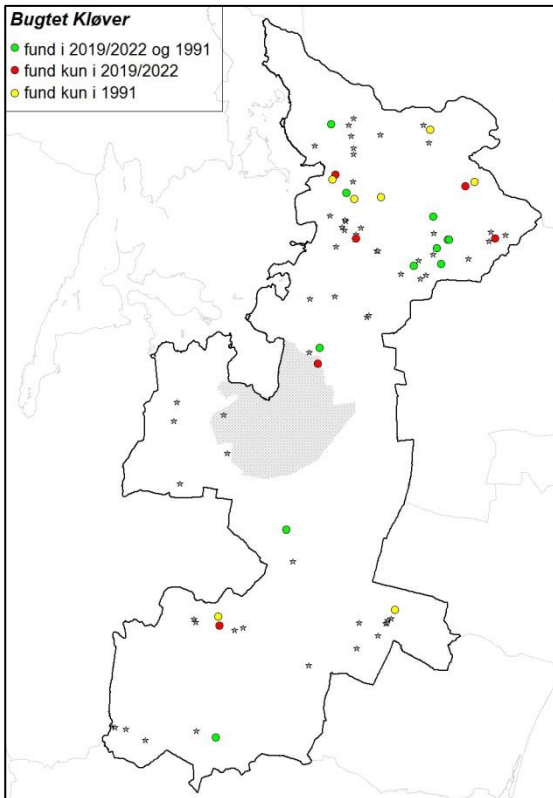 Bugtet Kløver
fund i 2019/2022 og 1991
fund kun i 2019/2022
fund kun i 1991